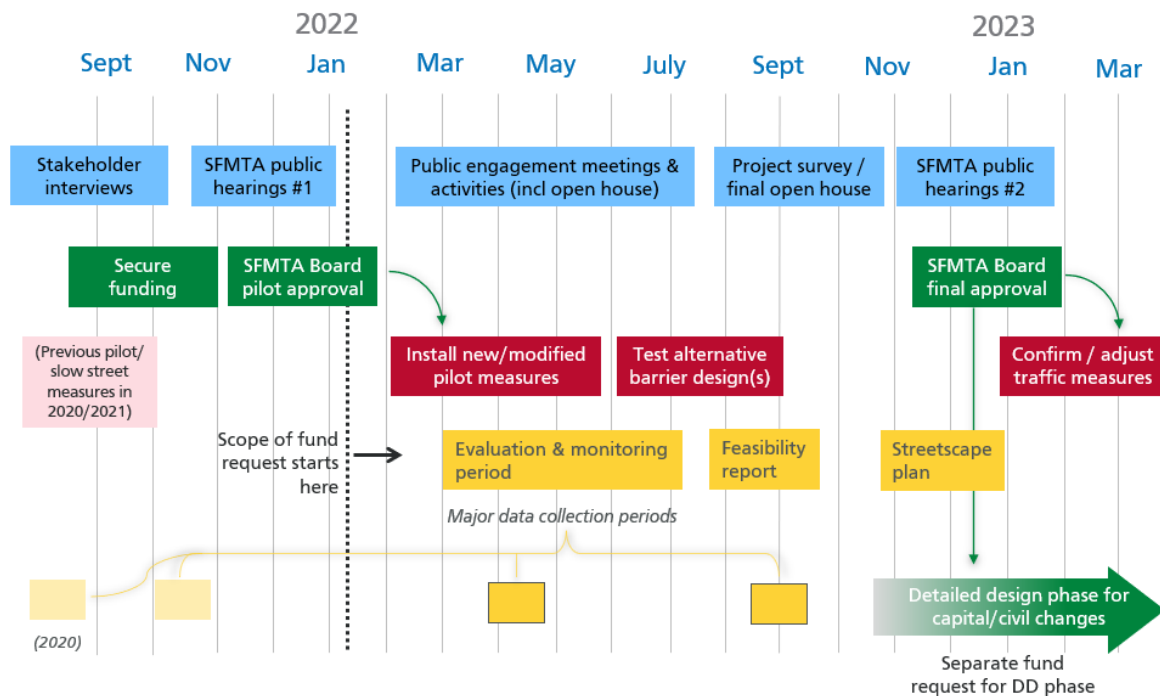 2022
2023
Sept
Nov
Jan
Mar
May
July
Sept
Nov
Jan
Mar
Stakeholder
interviews
SFMTA public
hearings #1
Public engagement meetings &
activities (incl open house)
Project survey /
final open house
SFMTA public
hearings #2
Secure
funding
SFMTA Board
pilot approval
SFMTA Board
final approval
(Previous pilot/
slow street
measures in
2020/2021)
Install new/modified
pilot measures
Test alternative
barrier design(s)
Confirm / adjust
traffic measures
Scope of fund
request starts
here
Evaluation & monitoring
period
Feasibility
report
Streetscape
plan
Major data collection periods
(2020)
Detailed design phase for
capital/civil changes
Separate fund
request for DD phase